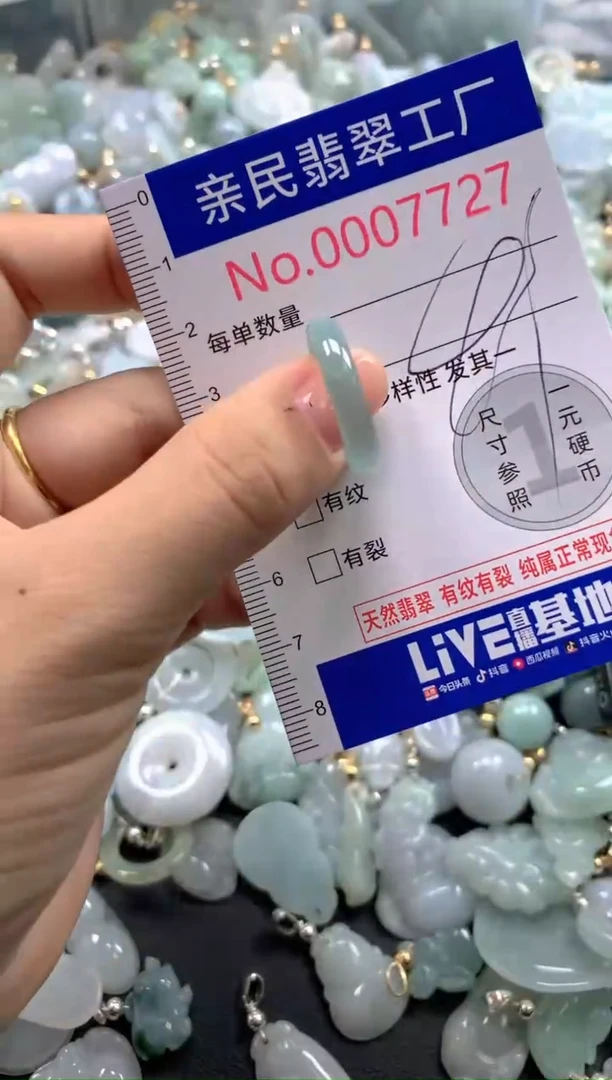 亲民翡翠工厂
No.0007727
每单数量
样性 发其一
尺寸参照
1
一元硬币
有纹
有裂
天然翡翠 有纹有裂 纯属正常现
LiVE直播基地
今日头条 抖音 西瓜视频 抖音火
0
1
2
3
6
7
8